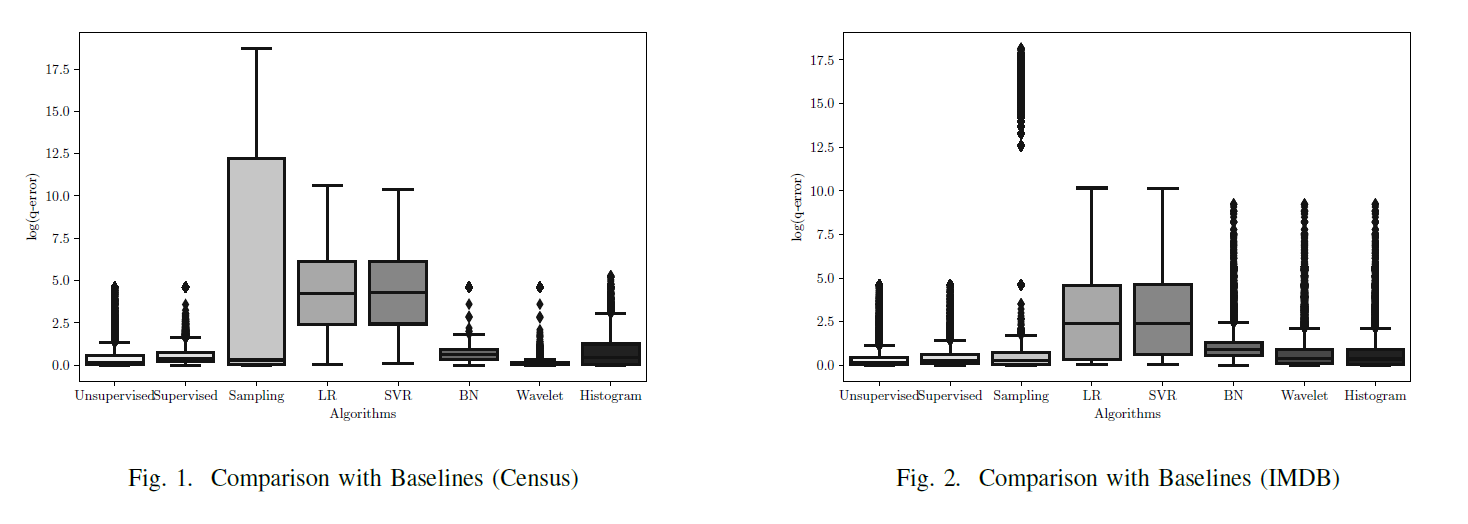 17.5
15.0
12.5
10.0
7.5
5.0
2.5
0.0
log(q-error)
Unsupervised Supervised Sampling LR SVR BN Wavelet Histogram
Algorithms
Fig. 1. Comparison with Baselines (Census)
17.5
15.0
12.5
10.0
7.5
5.0
2.5
0.0
log(q-error)
Unsupervised Supervised Sampling LR SVR BN Wavelet Histogram
Algorithms
Fig. 2. Comparison with Baselines (IMDB)